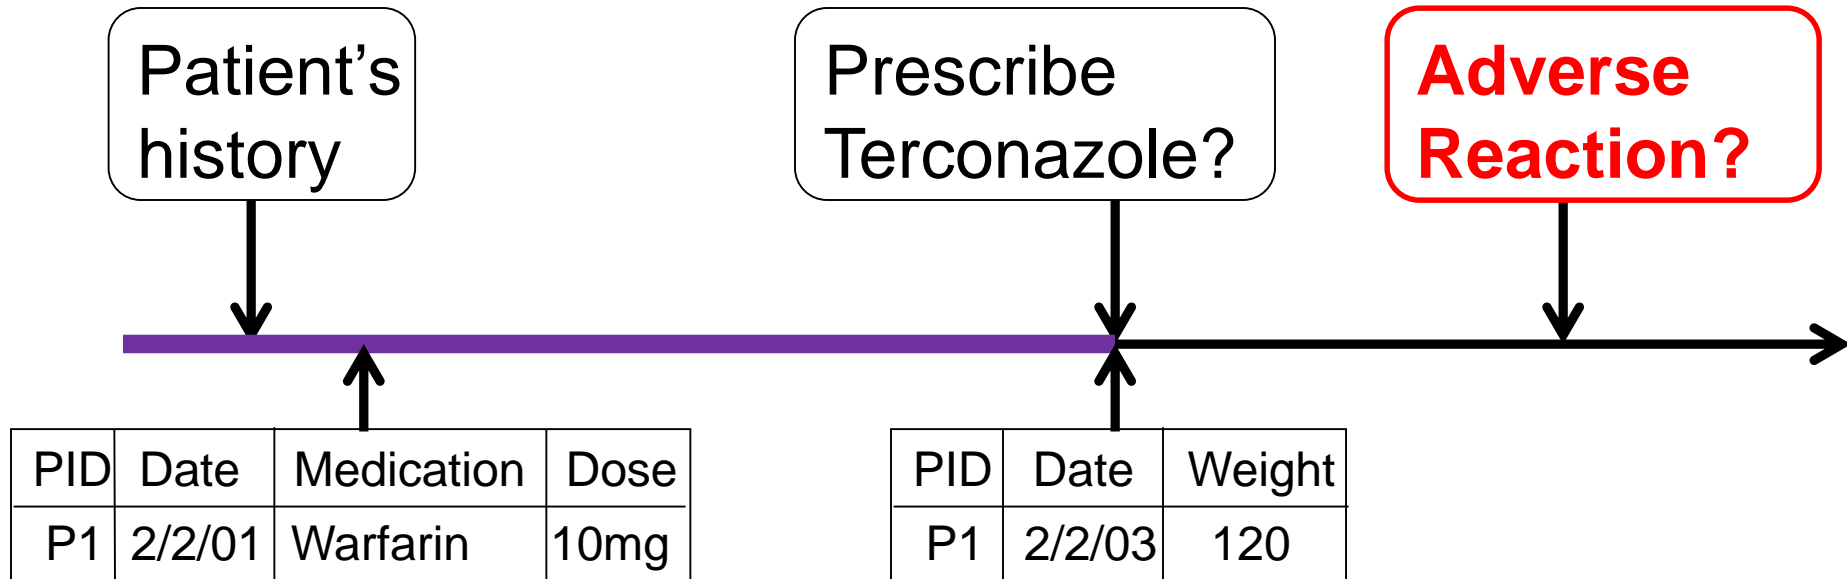 Patient’s
history
Prescribe
Terconazole?
Adverse
Reaction?
PID Date Medication Dose
P1 2/2/01 Warfarin 10mg
PID Date Weight
P1 2/2/03 120